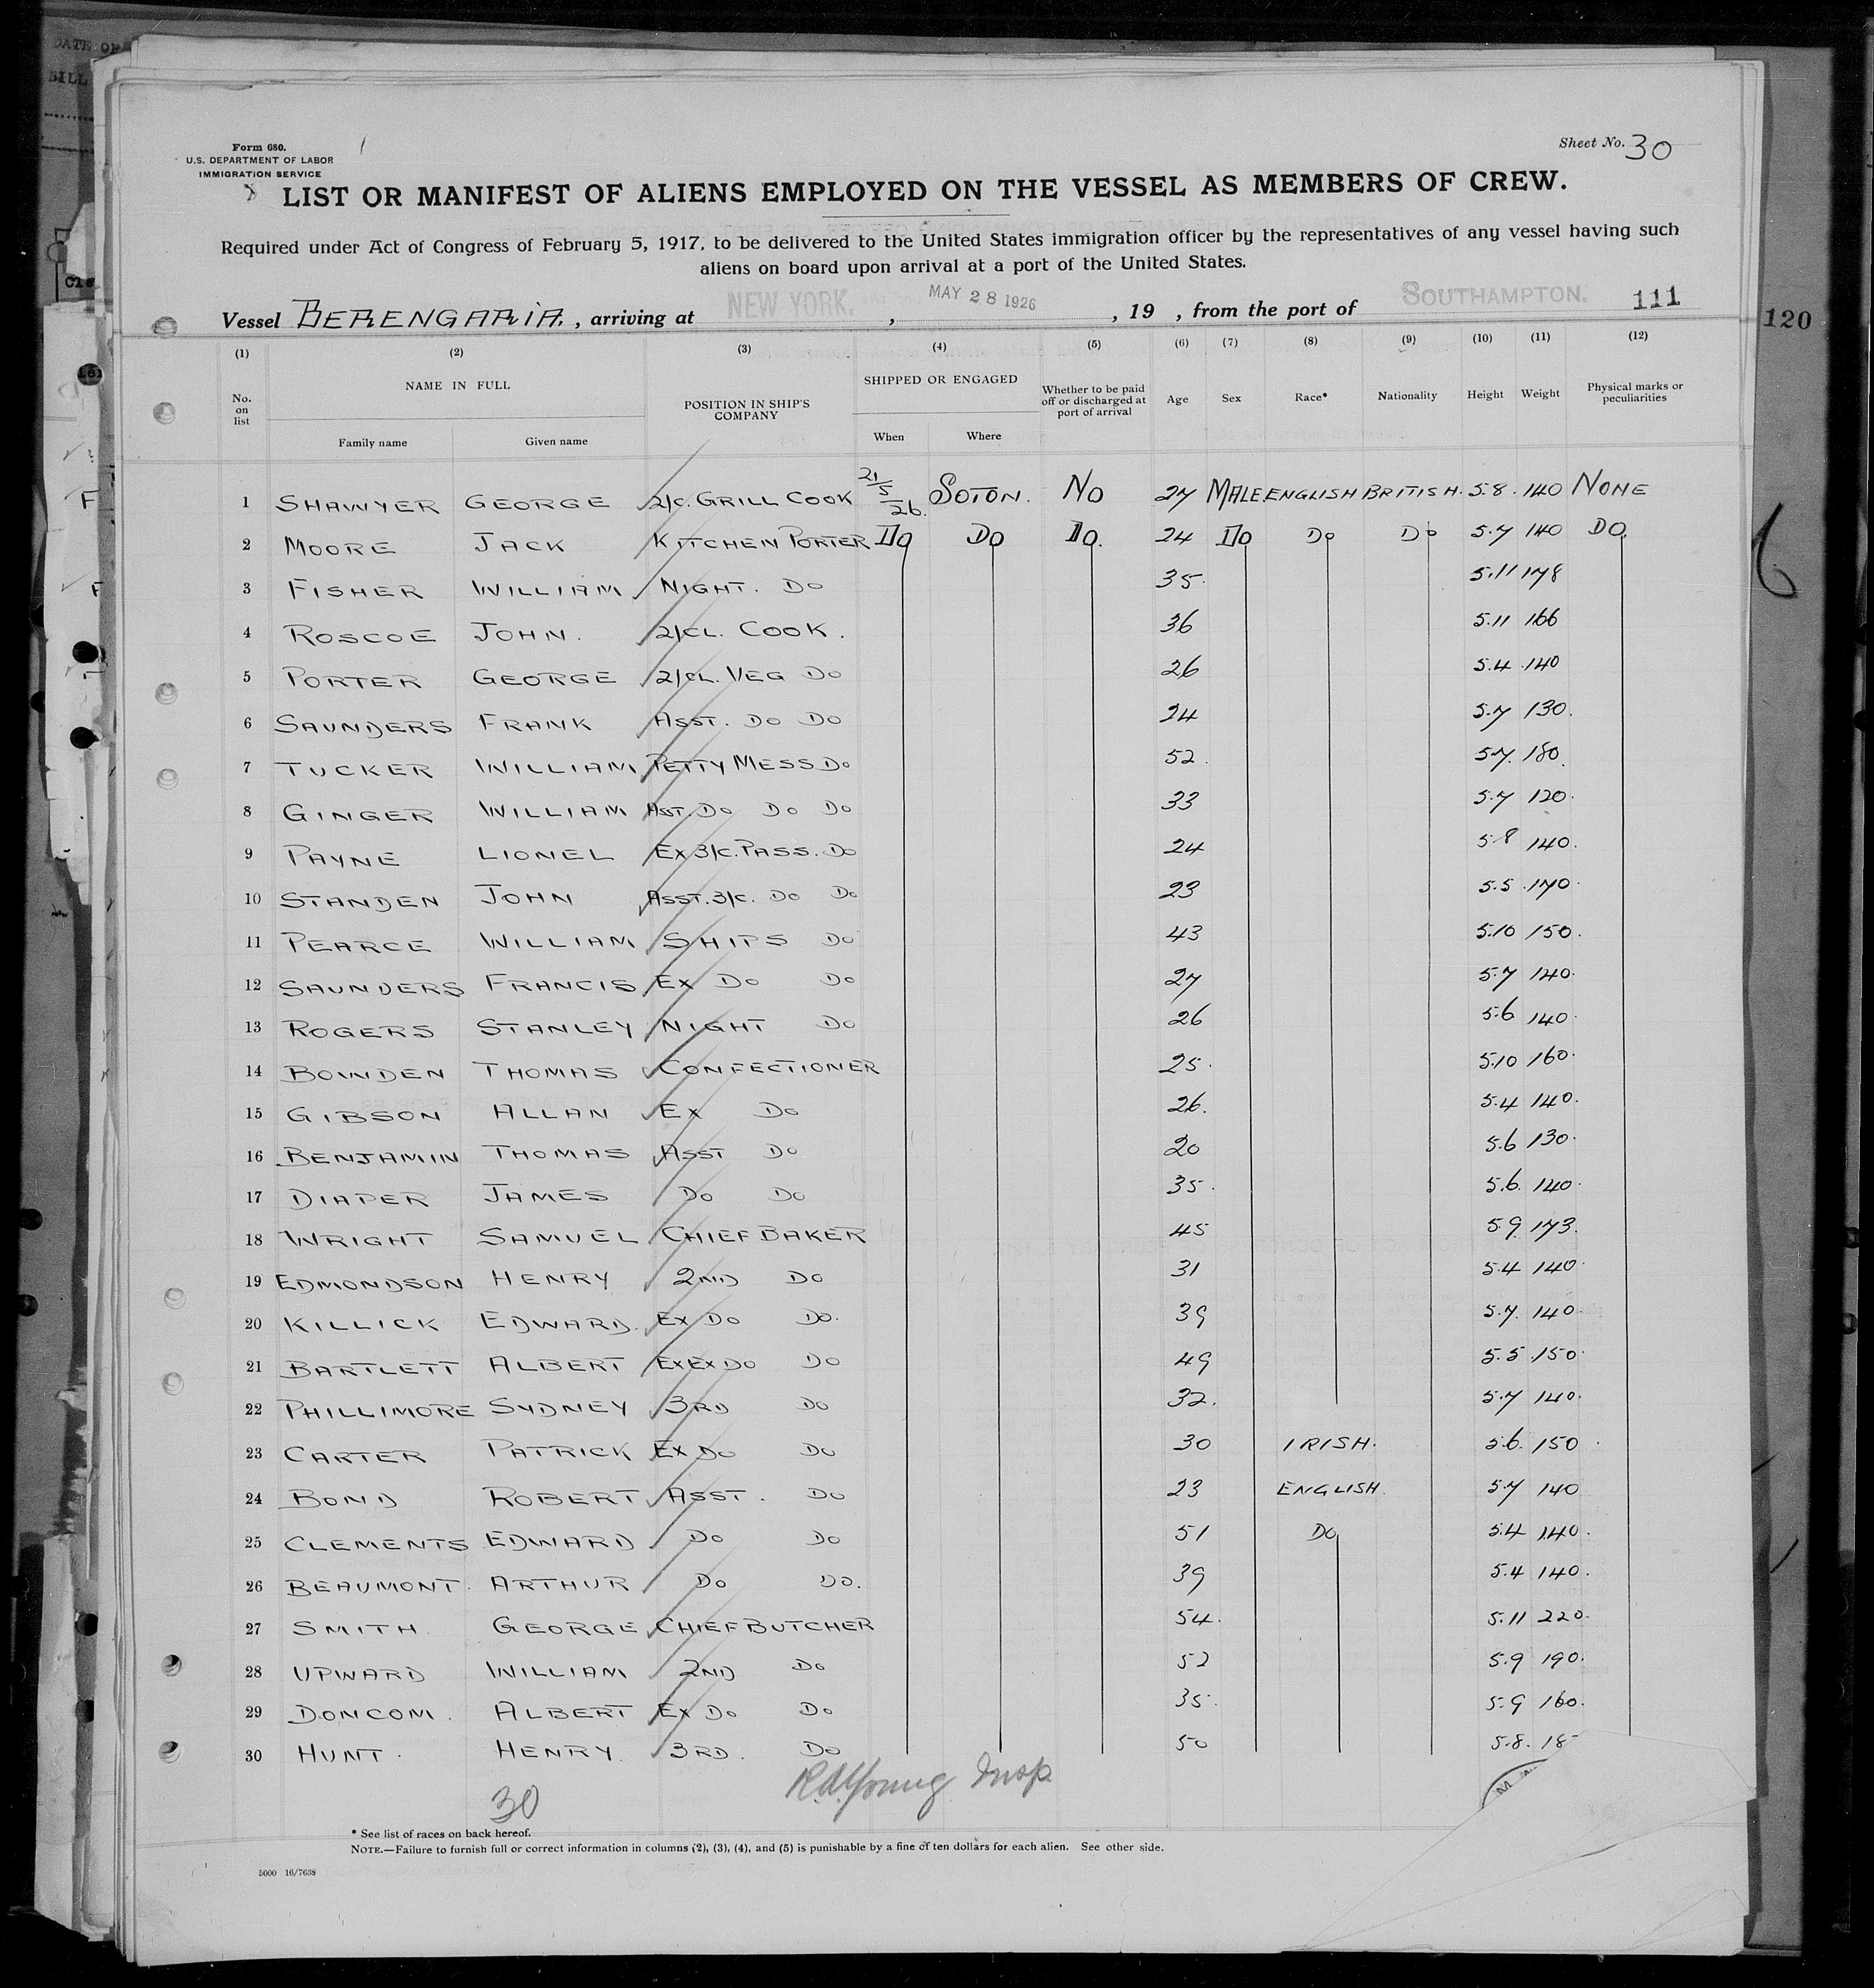 DATE OF
BILL
Form 680.
U.S. DEPARTMENT OF LABOR
IMMIGRATION SERVICE
Sheet No. 30
LIST OR MANIFEST OF ALIENS EMPLOYED ON THE VESSEL AS MEMBERS OF CREW.
Required under Act of Congress of February 5, 1917, to be delivered to the United States immigration officer by the representatives of any vessel having such
aliens on board upon arrival at a port of the United States.
Vessel BERENGARIA, arriving at NEW YORK, MAY 28 1926, 19 , from the port of SOUTHAMPTON. 111
120
(1) (2) (3) (4) (5) (6) (7) (8) (9) (10) (11) (12)
No. on list NAME IN FULL POSITION IN SHIP'S COMPANY SHIPPED OR ENGAGED Whether to be paid off or discharged at port of arrival Age Sex Race* Nationality Height Weight Physical marks or peculiarities
Family name Given name When Where
1 SHAWYER GEORGE 2/C. GRILL COOK 21/5/26. SOTON. NO 27 MALE ENGLISH BRITISH. 5.8. 140 NONE
2 MOORE JACK KITCHEN PORTER DO DO DO. 24 DO DO DO 5.7 140 DO.
3 FISHER WILLIAM NIGHT. DO 35. 5.11 178
4 ROSCOE JOHN. 2/CL. COOK. 36 5.11 166
5 PORTER GEORGE 2/CL. VEG DO 26 5.4 140
6 SAUNDERS FRANK ASST. DO DO 24 5.7 130.
7 TUCKER WILLIAM PETTY MESS DO 52. 5.7. 180.
8 GINGER WILLIAM ASST. DO DO DO 33 5.7 120.
9 PAYNE LIONEL EX 3/C. PASS. DO 24 5.8 140.
10 STANDEN JOHN ASST. 3/C. DO DO 23 5.5 170.
11 PEARCE WILLIAM SHIPS DO 43 5.10 150.
12 SAUNDERS FRANCIS EX DO DO 27 5.7 140.
13 ROGERS STANLEY NIGHT DO 26 5.6 140.
14 BOWDEN THOMAS CONFECTIONER 25. 5.10 160.
15 GIBSON ALLAN EX DO 26. 5.4 140.
16 BENJAMIN THOMAS ASST DO 20 5.6 130.
17 DIAPER JAMES DO DO 35. 5.6. 140.
18 WRIGHT SAMUEL CHIEF BAKER 45 5.9. 173.
19 EDMONDSON HENRY 2ND DO 31 5.4 140.
20 KILLICK EDWARD. EX DO DO. 39 5.7. 140.
21 BARTLETT ALBERT EX EX DO DO 49 5.5 150.
22 PHILLIMORE SYDNEY 3RD DO 32. 5.7 140.
23 CARTER PATRICK EX DO DO 30 IRISH. 5.6. 150.
24 BOND ROBERT ASST. DO 23 ENGLISH. 5.7 140
25 CLEMENTS EDWARD DO DO 51 DO 5.4 140.
26 BEAUMONT. ARTHUR DO DO. 39 5.4 140.
27 SMITH GEORGE CHIEF BUTCHER 54. 5.11 220.
28 UPWARD WILLIAM 2ND DO 52 5.9 190.
29 DONCOM. ALBERT EX DO DO 35. 5.9 160.
30 HUNT. HENRY. 3RD. DO 50 5.8. 18
30
R.A. Young Insp
* See list of races on back hereof.
NOTE.—Failure to furnish full or correct information in columns (2), (3), (4), and (5) is punishable by a fine of ten dollars for each alien. See other side.
5000 16/7638